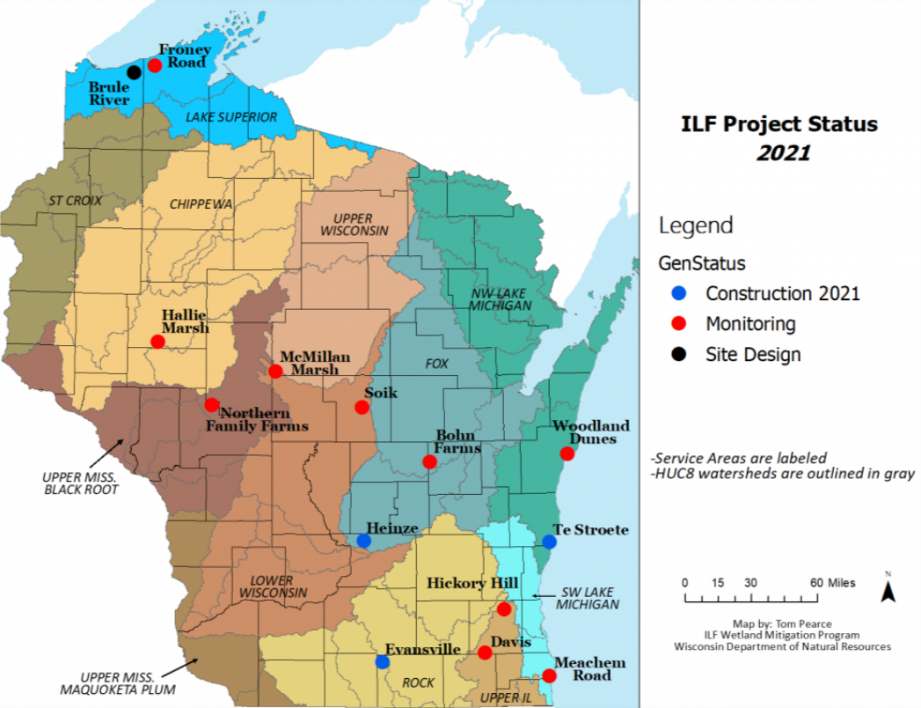 Froney
Road
Brule
River
LAKE SUPERIOR
ST CROIX
CHIPPEWA
UPPER
WISCONSIN
NW LAKE
MICHIGAN
Hallie
Marsh
McMillan
Marsh
FOX
Soik
Northern
Family Farms
Bohn
Farms
Woodland
Dunes
UPPER MISS.
BLACK ROOT
Heinze
Te Stroete
LOWER
WISCONSIN
Hickory Hill
SW LAKE
MICHIGAN
Evansville
Davis
Meachem
Road
UPPER MISS.
MAQUOKETA PLUM
ROCK
UPPER IL
ILF Project Status
2021
Legend
GenStatus
Construction 2021
Monitoring
Site Design
-Service Areas are labeled
-HUC8 watersheds are outlined in gray
0 15 30 60 Miles
N
Map by: Tom Pearce
ILF Wetland Mitigation Program
Wisconsin Department of Natural Resources